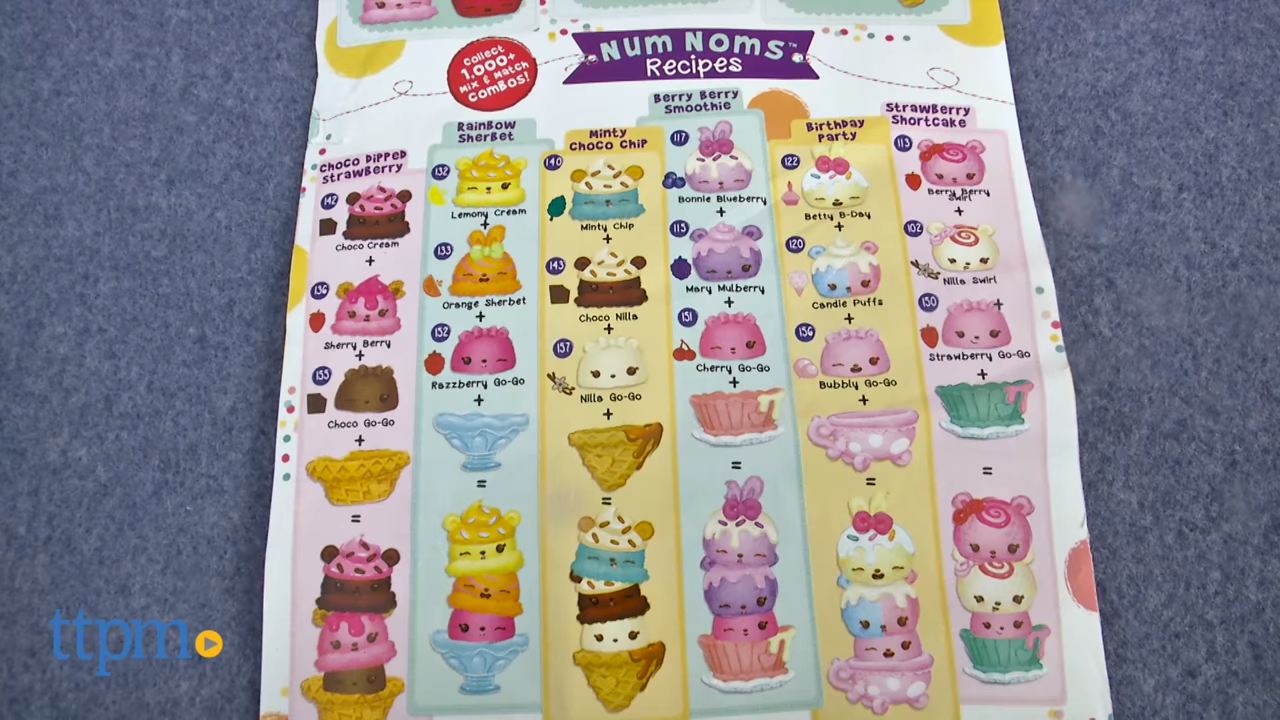 Collect
1,000+
Mix & Match
Combos!
Num Noms™
Recipes
Choco Dipped
Strawberry
142
Choco Cream
+
136
Sherry Berry
+
155
Choco Go-Go
+
=
Rainbow
Sherbet
132
Lemony Cream
+
133
Orange Sherbet
+
152
Razzberry Go-Go
+
=
Minty
Choco Chip
140
Minty Chip
+
143
Choco Nilla
+
157
Nilla Go-Go
+
=
Berry Berry
Smoothie
117
Bonnie Blueberry
+
115
Mary Mulberry
+
151
Cherry Go-Go
+
=
Birthday
Party
122
Betty B-Day
+
120
Candie Puffs
+
156
Bubbly Go-Go
+
=
Strawberry
Shortcake
113
Berry Berry
Swirl
+
102
Nilla Swirl
+
150
Strawberry Go-Go
+
=
ttpm